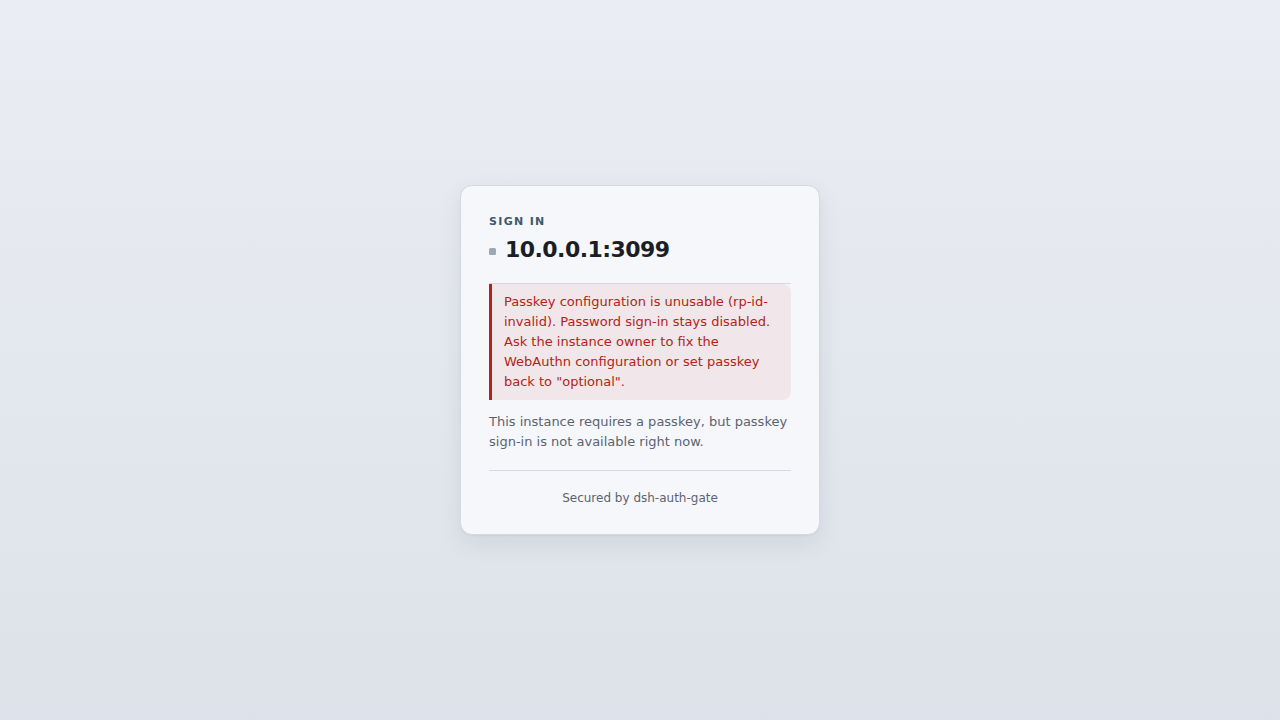 SIGN IN
10.0.0.1:3099
Passkey configuration is unusable (rp-id-
invalid). Password sign-in stays disabled.
Ask the instance owner to fix the
WebAuthn configuration or set passkey
back to "optional".
This instance requires a passkey, but passkey
sign-in is not available right now.
Secured by dsh-auth-gate